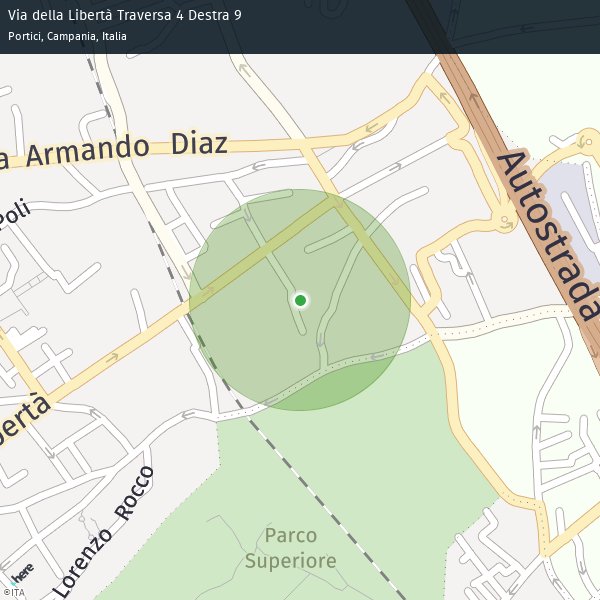 Via della Libertà Traversa 4 Destra 9
Portici, Campania, Italia
a Armando Diaz
Autostrada
Poli
bertà
Lorenzo Rocco
Parco
Superiore
here
©ITA